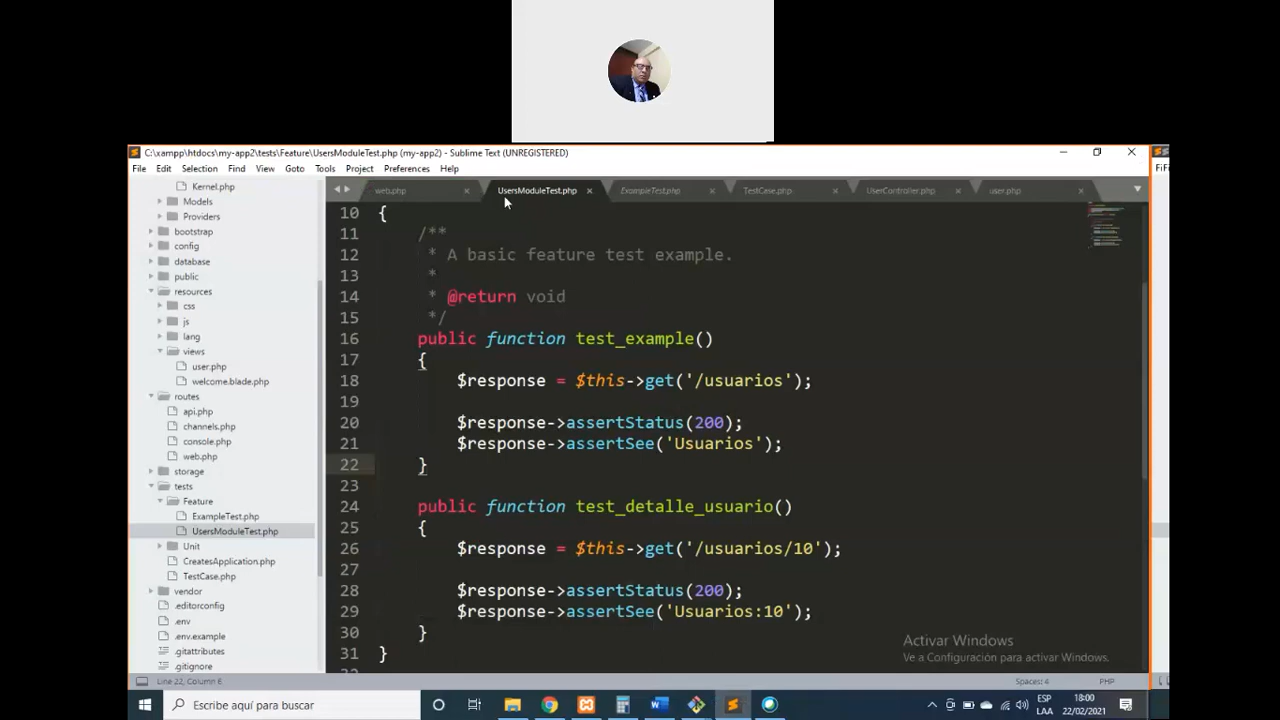 C:\xampp\htdocs\my-app2\tests\Feature\UsersModuleTest.php (my-app2) - Sublime Text (UNREGISTERED)
File Edit Selection Find View Goto Tools Project Preferences Help
FiFi
Kernel.php
Models
Providers
bootstrap
config
database
public
resources
css
js
lang
views
user.php
welcome.blade.php
routes
api.php
channels.php
console.php
web.php
storage
tests
Feature
ExampleTest.php
UsersModuleTest.php
Unit
CreatesApplication.php
TestCase.php
vendor
.editorconfig
.env
.env.example
.gitattributes
.gitignore
web.php UsersModuleTest.php ExampleTest.php TestCase.php UserController.php user.php
10 {
11 /**
12 * A basic feature test example.
13 *
14 * @return void
15 */
16 public function test_example()
17 {
18 $response = $this->get('/usuarios');
19
20 $response->assertStatus(200);
21 $response->assertSee('Usuarios');
22 }
23
24 public function test_detalle_usuario()
25 {
26 $response = $this->get('/usuarios/10');
27
28 $response->assertStatus(200);
29 $response->assertSee('Usuarios:10');
30 }
31 }
Activar Windows
Ve a Configuración para activar Windows.
Line 22, Column 6 Spaces: 4 PHP
Escribe aquí para buscar
ESP
LAA
18:00
22/02/2021